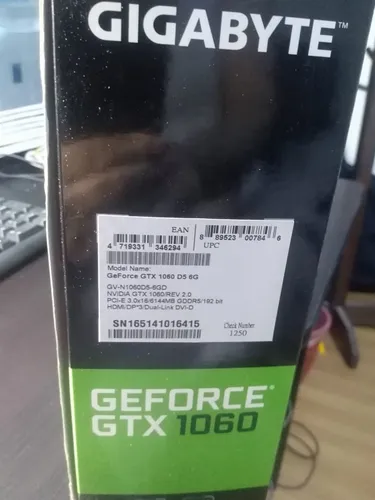 GIGABYTE™
EAN
4 719331 346294
8 89523 00784 6
UPC
Model Name:
GeForce GTX 1060 D5 6G
GV-N1060D5-6GD
NVIDIA GTX 1060/REV 2.0
PCI-E 3.0x16/6144MB GDDR5/192 bit
HDMI/DP*3/Dual-Link DVI-D
SN165141016415
Check Number
1250
GEFORCE®
GTX 1060